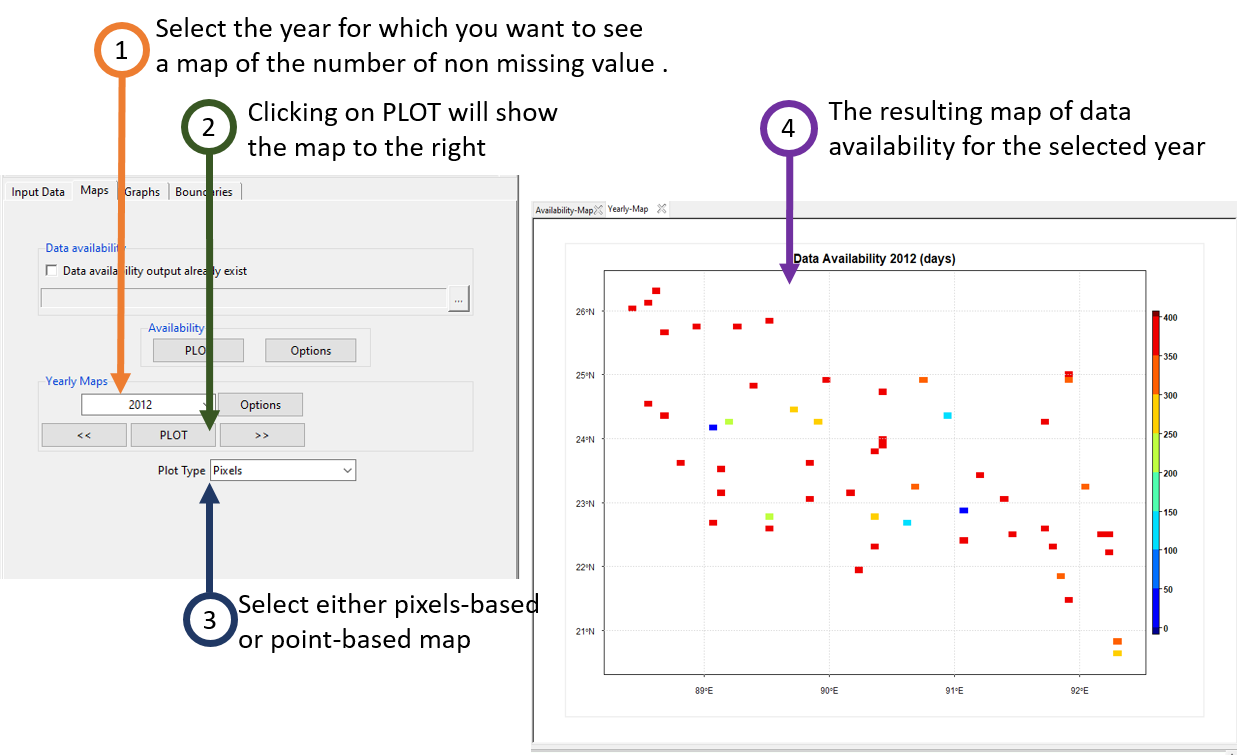 1
Select the year for which you want to see
a map of the number of non missing value .
2
Clicking on PLOT will show
the map to the right
4
The resulting map of data
availability for the selected year
Input Data Maps Graphs Boundaries
Data availability
Data availability output already exist
...
Availability
PLOT Options
Yearly Maps
2012 Options
<< PLOT >>
Plot Type Pixels
3
Select either pixels-based
or point-based map
Availability-Map Yearly-Map
Data Availability 2012 (days)
26°N
25°N
24°N
23°N
22°N
21°N
89°E 90°E 91°E 92°E
400
350
300
250
200
150
100
50
0